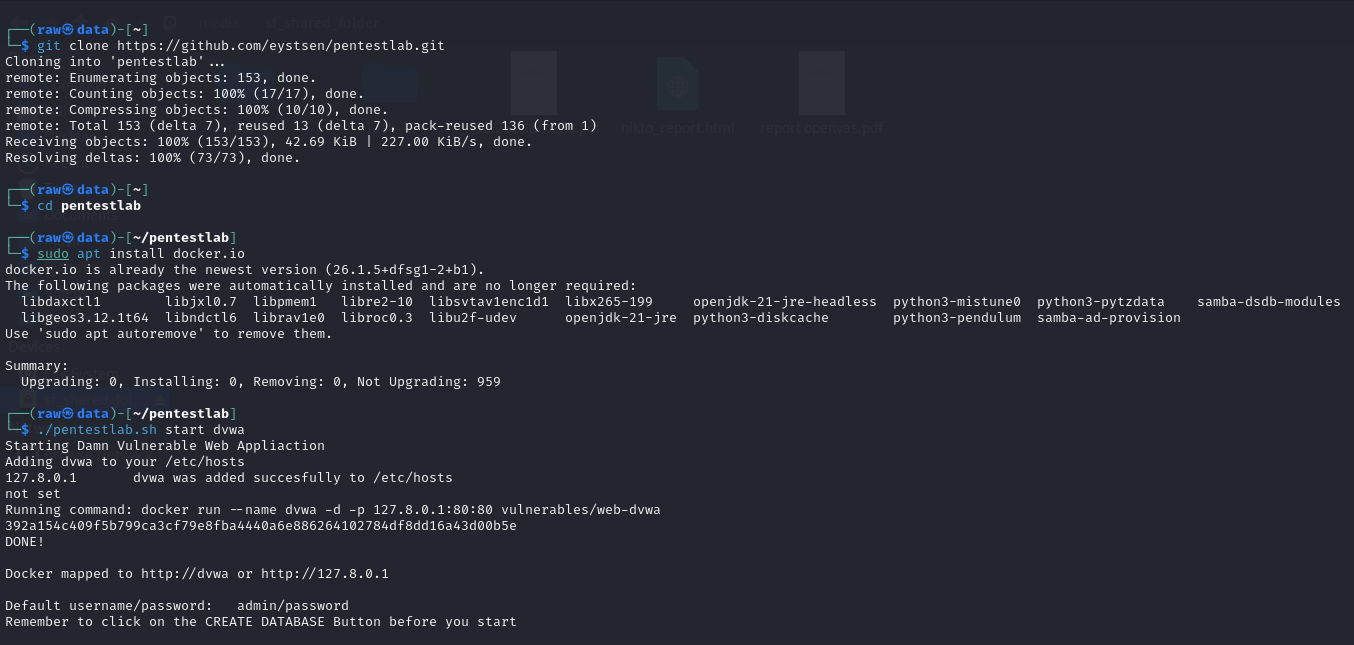 sf_shared_folder
┌──(raw㉿data)-[~]
└─$ git clone https://github.com/eystsen/pentestlab.git
Cloning into 'pentestlab'...
remote: Enumerating objects: 153, done.
remote: Counting objects: 100% (17/17), done.
remote: Compressing objects: 100% (10/10), done.
remote: Total 153 (delta 7), reused 13 (delta 7), pack-reused 136 (from 1)
nikto_report.html report openvas.pdf
Receiving objects: 100% (153/153), 42.69 KiB | 227.00 KiB/s, done.
Resolving deltas: 100% (73/73), done.
┌──(raw㉿data)-[~]
└─$ cd pentestlab
Documents
┌──(raw㉿data)-[~/pentestlab]
└─$ sudo apt install docker.io
docker.io is already the newest version (26.1.5+dfsg1-2+b1).
The following packages were automatically installed and are no longer required:
libdaxctl1 libjxl0.7 libpmem1 libre2-10 libsvtav1enc1d1 libx265-199 openjdk-21-jre-headless python3-mistune0 python3-pytzdata samba-dsdb-modules
libgeos3.12.1t64 libndctl6 librav1e0 libroc0.3 libu2f-udev openjdk-21-jre python3-diskcache python3-pendulum samba-ad-provision
Use 'sudo apt autoremove' to remove them.
Devices
Summary:
Upgrading: 0, Installing: 0, Removing: 0, Not Upgrading: 959
┌──(raw㉿data)-[~/pentestlab]
└─$ ./pentestlab.sh start dvwa
Starting Damn Vulnerable Web Appliaction
Adding dvwa to your /etc/hosts
127.8.0.1 dvwa was added succesfully to /etc/hosts
not set
Running command: docker run --name dvwa -d -p 127.8.0.1:80:80 vulnerables/web-dvwa
392a154c409f5b799ca3cf79e8fba4440a6e886264102784df8dd16a43d00b5e
DONE!
Docker mapped to http://dvwa or http://127.8.0.1
Default username/password: admin/password
Remember to click on the CREATE DATABASE Button before you start